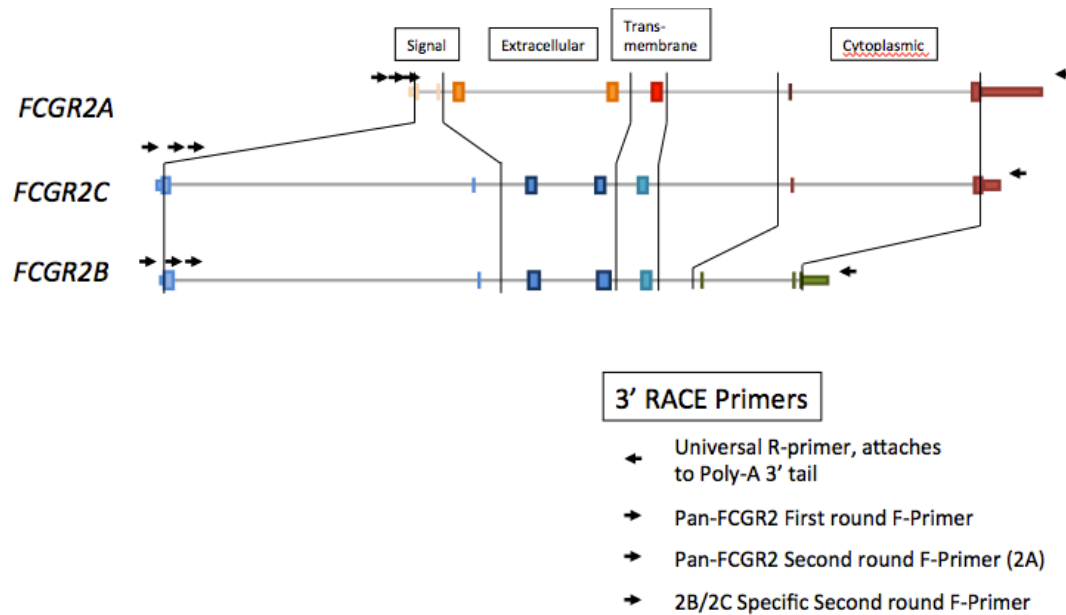 Signal
Extracellular
Trans-
membrane
Cytoplasmic
FCGR2A
FCGR2C
FCGR2B
3’ RACE Primers
Universal R-primer, attaches
to Poly-A 3’ tail
Pan-FCGR2 First round F-Primer
Pan-FCGR2 Second round F-Primer (2A)
2B/2C Specific Second round F-Primer